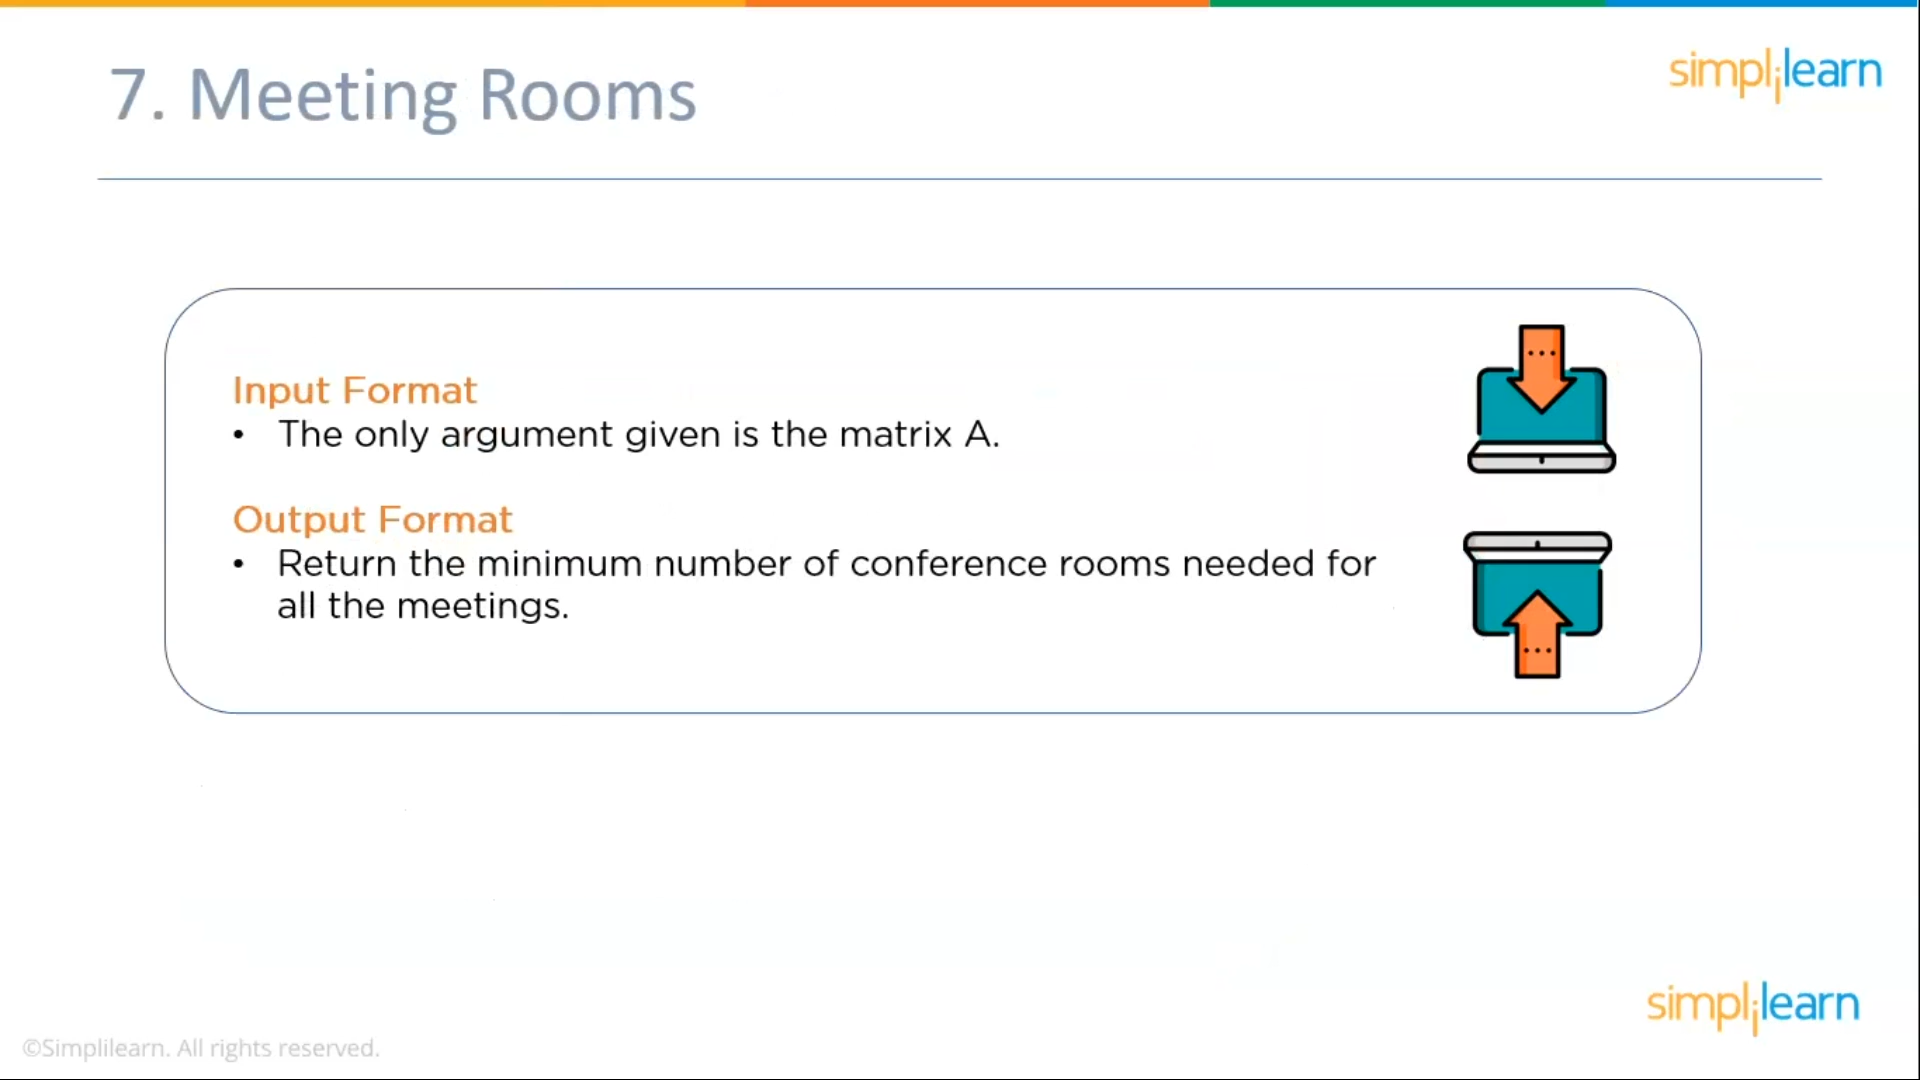 7. Meeting Rooms
simplilearn
Input Format
• The only argument given is the matrix A.
Output Format
• Return the minimum number of conference rooms needed for
all the meetings.
simplilearn
©Simplilearn. All rights reserved.